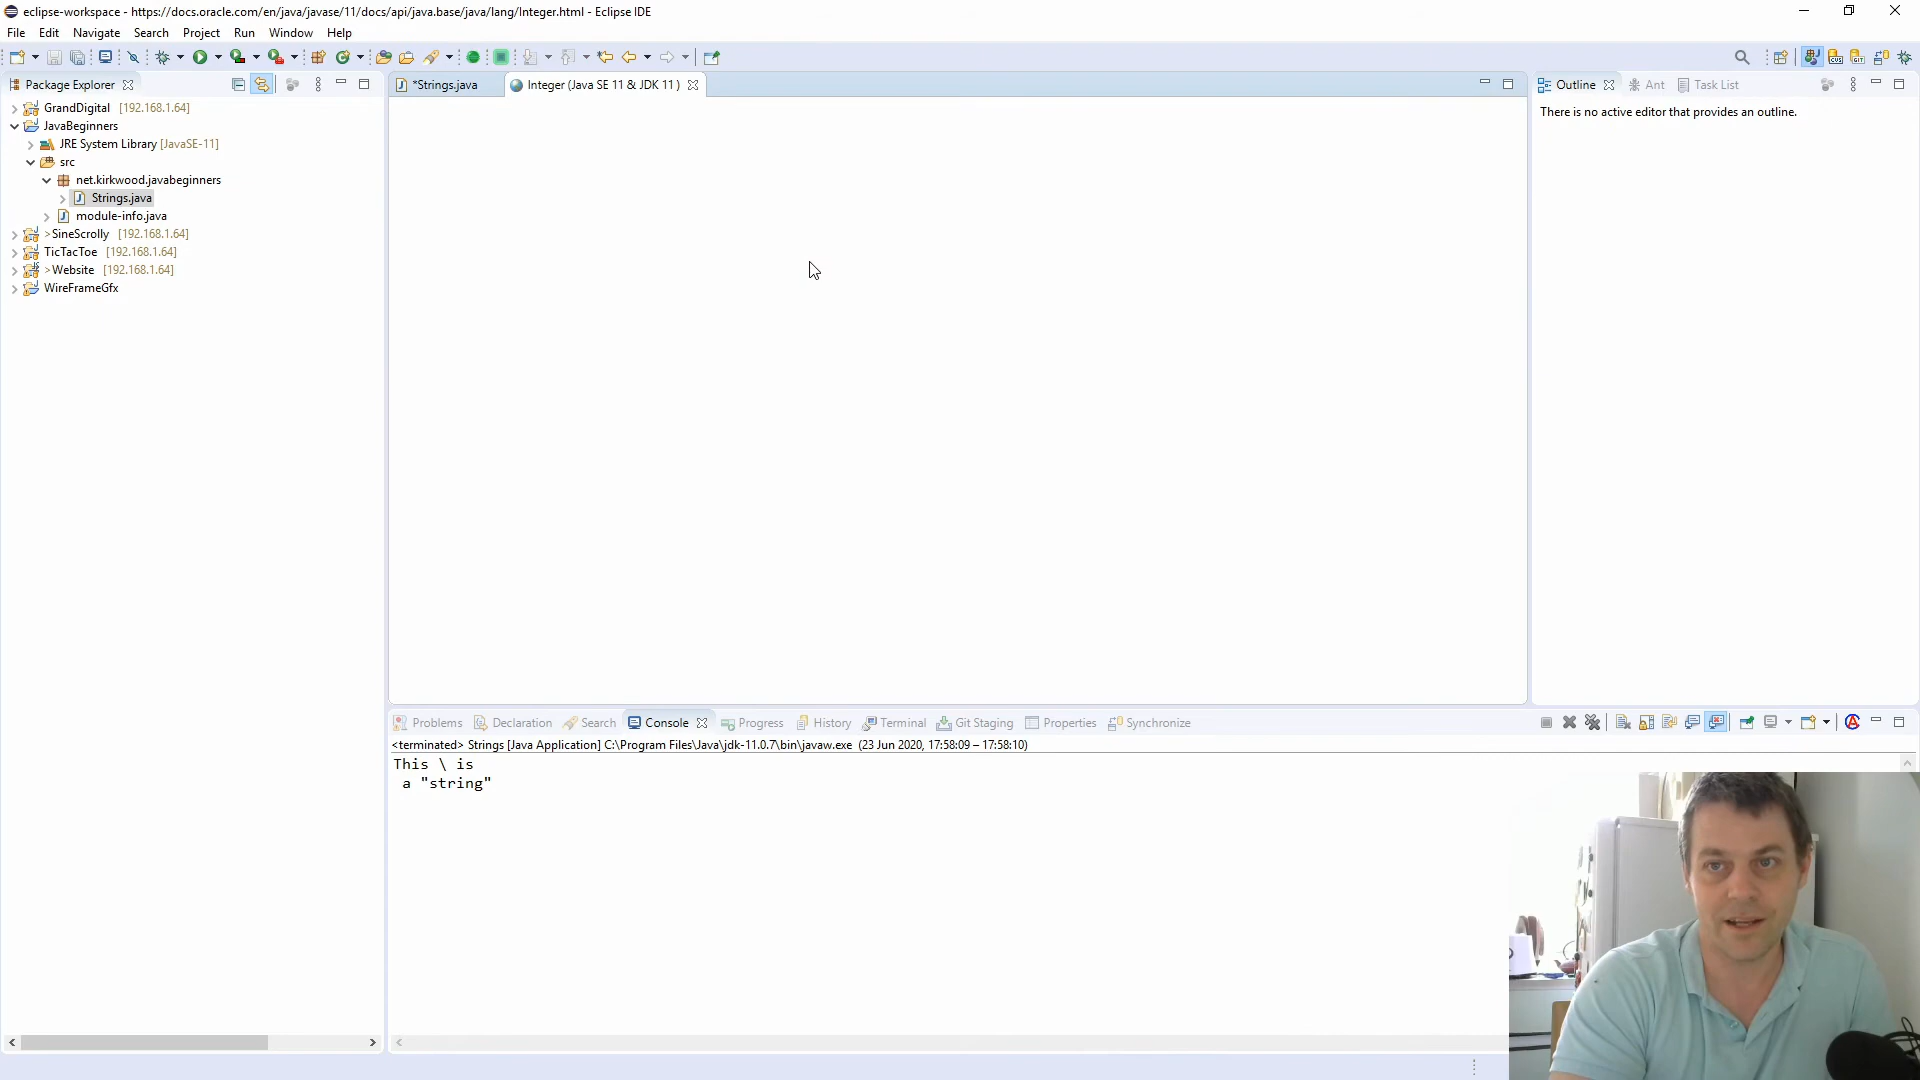 eclipse-workspace - https://docs.oracle.com/en/java/javase/11/docs/api/java.base/java/lang/Integer.html - Eclipse IDE
File Edit Navigate Search Project Run Window Help
Package Explorer
*Strings.java
Integer (Java SE 11 & JDK 11 )
Outline
Ant
Task List
GrandDigital [192.168.1.64]
JavaBeginners
JRE System Library [JavaSE-11]
src
net.kirkwood.javabeginners
Strings.java
module-info.java
> SineScrolly [192.168.1.64]
TicTacToe [192.168.1.64]
> Website [192.168.1.64]
WireFrameGfx
There is no active editor that provides an outline.
Problems Declaration Search Console Progress History Terminal Git Staging Properties Synchronize
<terminated> Strings [Java Application] C:\Program Files\Java\jdk-11.0.7\bin\javaw.exe (23 Jun 2020, 17:58:09 – 17:58:10)
This \ is
a "string"